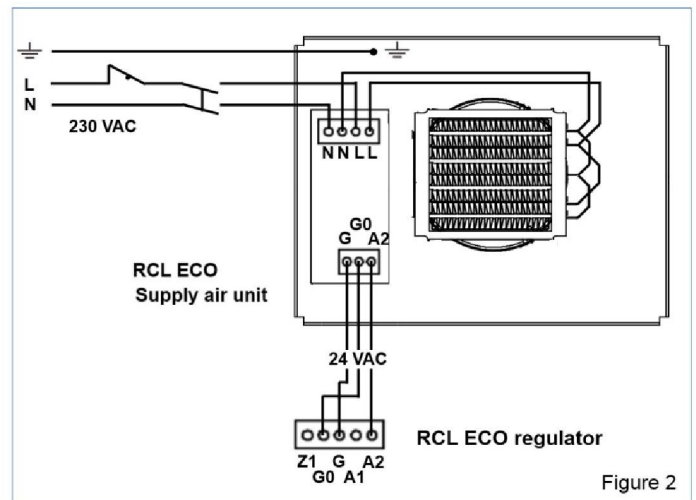 L
N
230 VAC
N N L L
G0
G A2
RCL ECO
Supply air unit
24 VAC
RCL ECO regulator
Z1 G A2
G0 A1
Figure 2